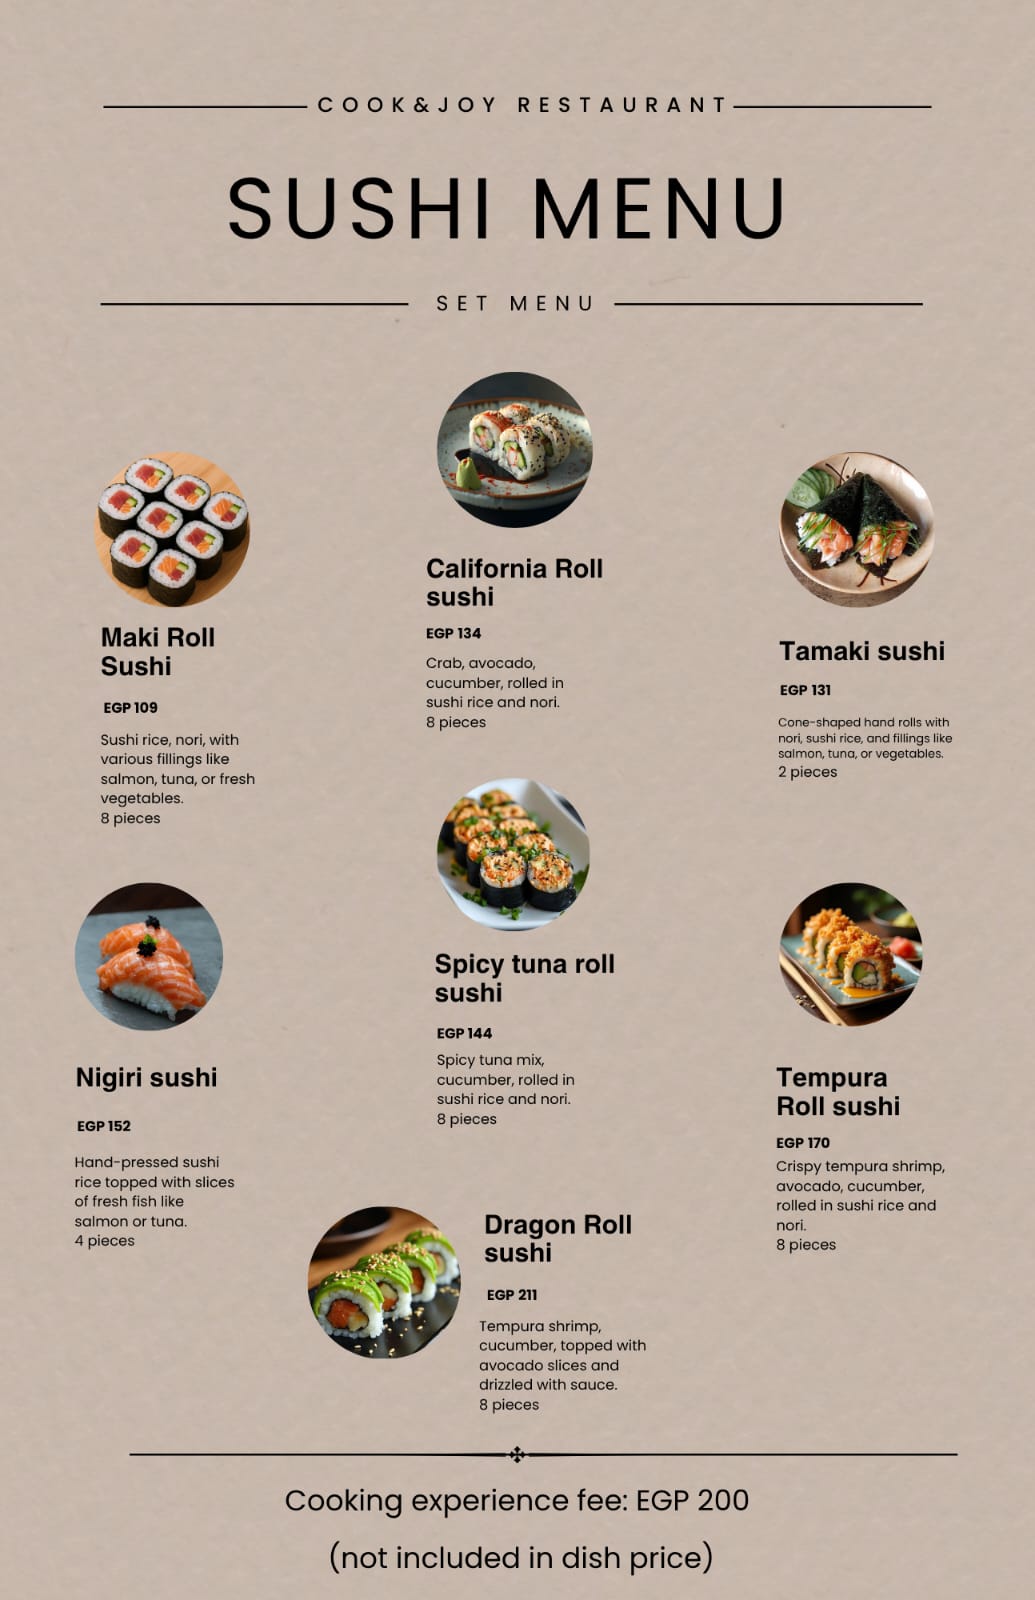 COOK&JOY RESTAURANT
SUSHI MENU
SET MENU
Maki Roll
Sushi
EGP 109
Sushi rice, nori, with
various fillings like
salmon, tuna, or fresh
vegetables.
8 pieces
California Roll
sushi
EGP 134
Crab, avocado,
cucumber, rolled in
sushi rice and nori.
8 pieces
Tamaki sushi
EGP 131
Cone-shaped hand rolls with
nori, sushi rice, and fillings like
salmon, tuna, or vegetables.
2 pieces
Nigiri sushi
EGP 152
Hand-pressed sushi
rice topped with slices
of fresh fish like
salmon or tuna.
4 pieces
Spicy tuna roll
sushi
EGP 144
Spicy tuna mix,
cucumber, rolled in
sushi rice and nori.
8 pieces
Tempura
Roll sushi
EGP 170
Crispy tempura shrimp,
avocado, cucumber,
rolled in sushi rice and
nori.
8 pieces
Dragon Roll
sushi
EGP 211
Tempura shrimp,
cucumber, topped with
avocado slices and
drizzled with sauce.
8 pieces
Cooking experience fee: EGP 200
(not included in dish price)